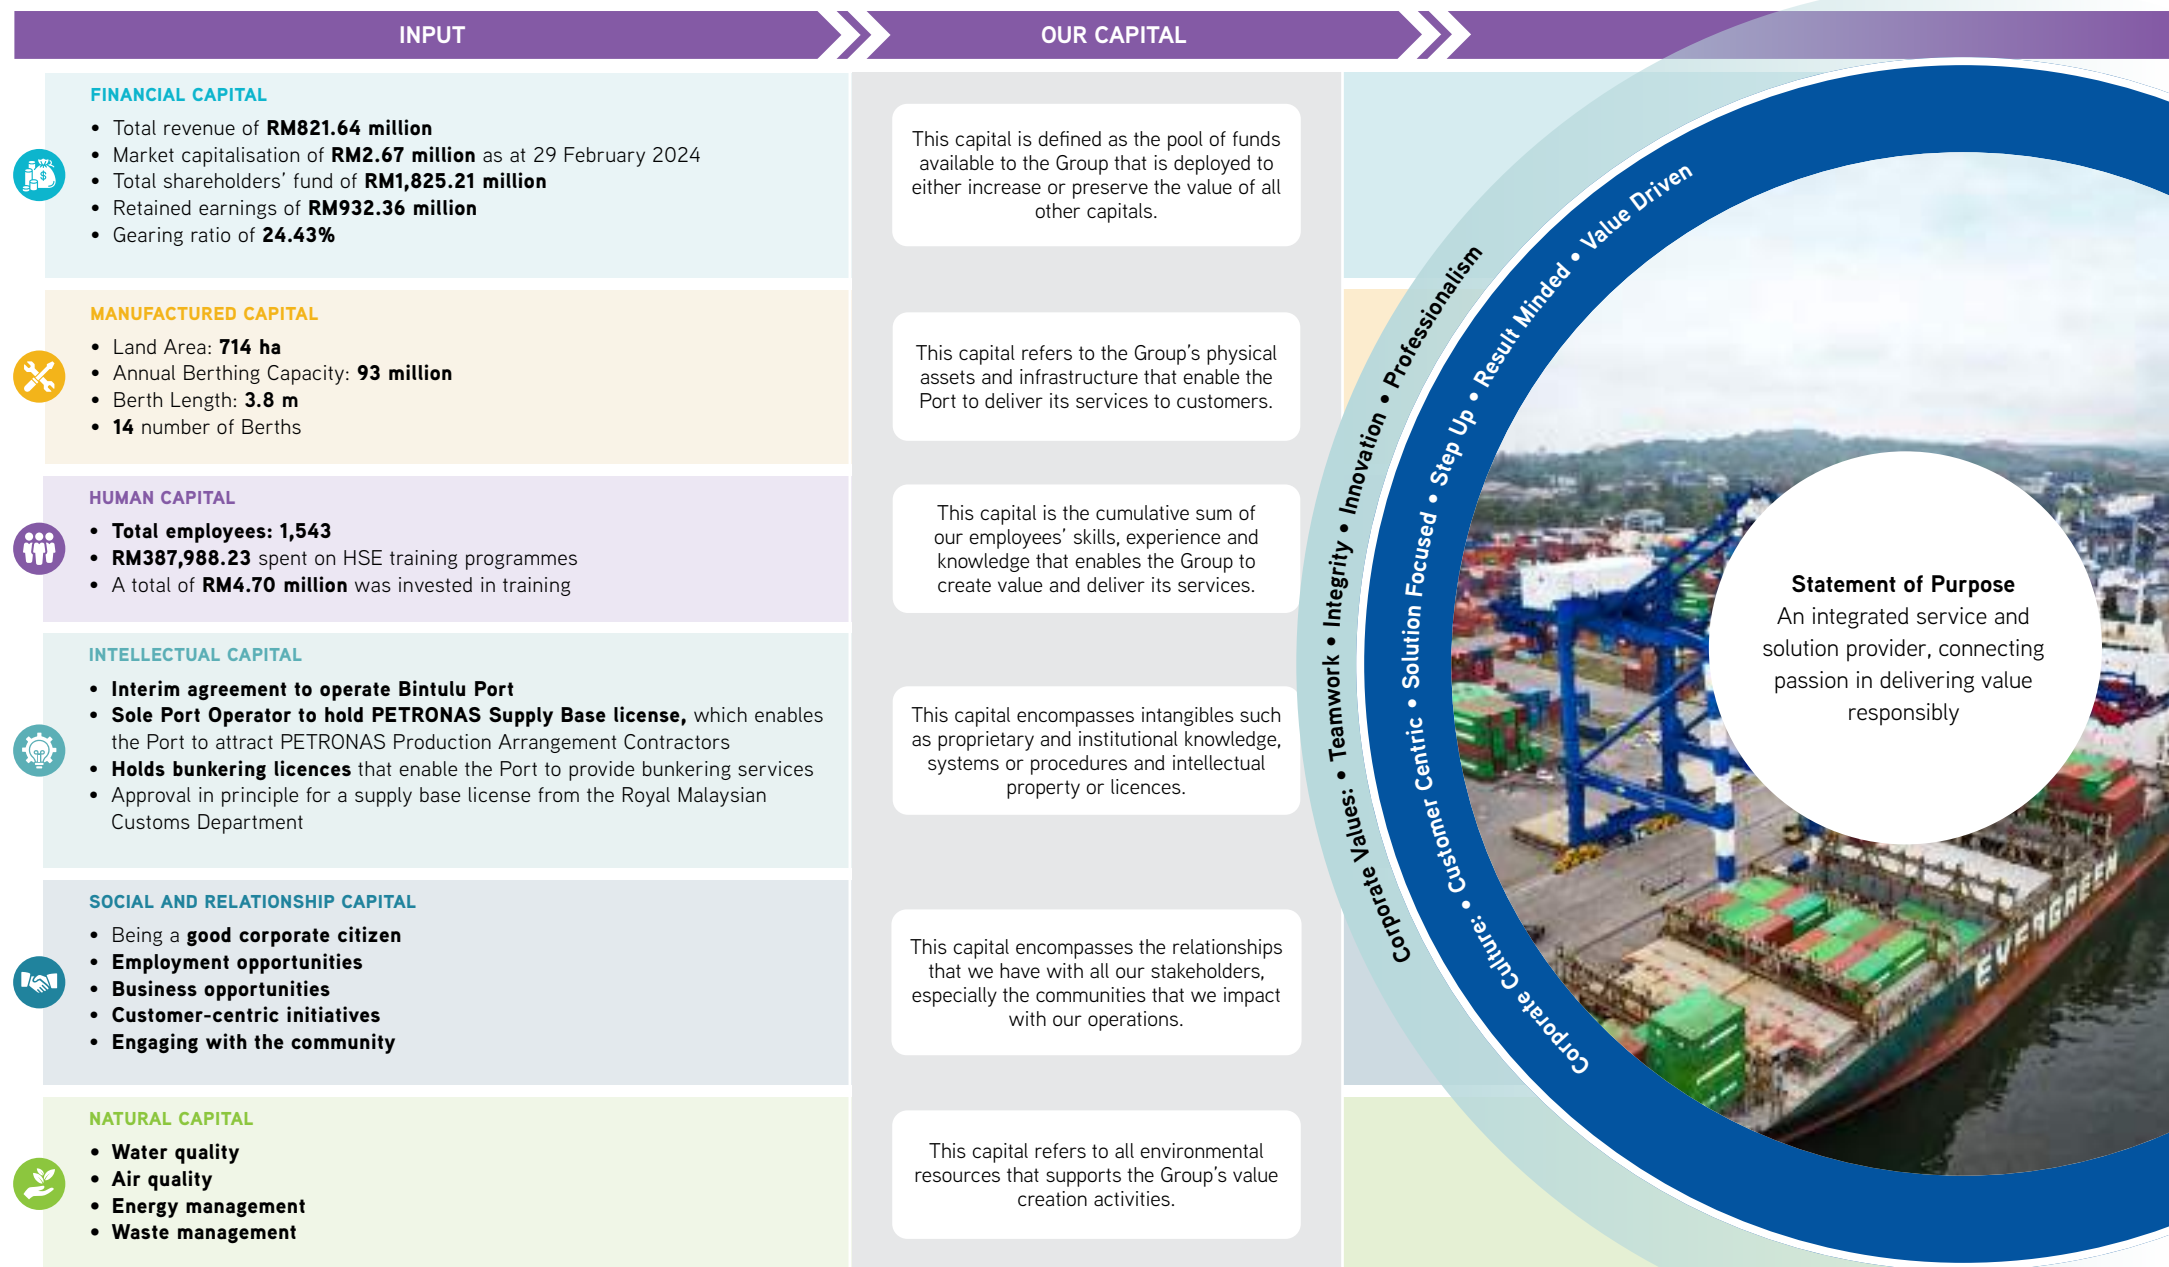 INPUT
OUR CAPITAL
FINANCIAL CAPITAL
• Total revenue of RM821.64 million
• Market capitalisation of RM2.67 million as at 29 February 2024
• Total shareholders' fund of RM1,825.21 million
• Retained earnings of RM932.36 million
• Gearing ratio of 24.43%
This capital is defined as the pool of funds
available to the Group that is deployed to
either increase or preserve the value of all
other capitals.
MANUFACTURED CAPITAL
• Land Area: 714 ha
• Annual Berthing Capacity: 93 million
• Berth Length: 3.8 m
• 14 number of Berths
This capital refers to the Group's physical
assets and infrastructure that enable the
Port to deliver its services to customers.
HUMAN CAPITAL
• Total employees: 1,543
• RM387,988.23 spent on HSE training programmes
• A total of RM4.70 million was invested in training
This capital is the cumulative sum of
our employees' skills, experience and
knowledge that enables the Group to
create value and deliver its services.
INTELLECTUAL CAPITAL
• Interim agreement to operate Bintulu Port
• Sole Port Operator to hold PETRONAS Supply Base license, which enables
the Port to attract PETRONAS Production Arrangement Contractors
• Holds bunkering licences that enable the Port to provide bunkering services
• Approval in principle for a supply base license from the Royal Malaysian
Customs Department
This capital encompasses intangibles such
as proprietary and institutional knowledge,
systems or procedures and intellectual
property or licences.
SOCIAL AND RELATIONSHIP CAPITAL
• Being a good corporate citizen
• Employment opportunities
• Business opportunities
• Customer-centric initiatives
• Engaging with the community
This capital encompasses the relationships
that we have with all our stakeholders,
especially the communities that we impact
with our operations.
NATURAL CAPITAL
• Water quality
• Air quality
• Energy management
• Waste management
This capital refers to all environmental
resources that supports the Group's value
creation activities.
Corporate Values: • Teamwork • Integrity • Innovation • Professionalism
Corporate Culture: • Customer Centric • Solution Focused • Step Up • Result Minded • Value Driven
Statement of Purpose
An integrated service and
solution provider, connecting
passion in delivering value
responsibly
EVERGREEN